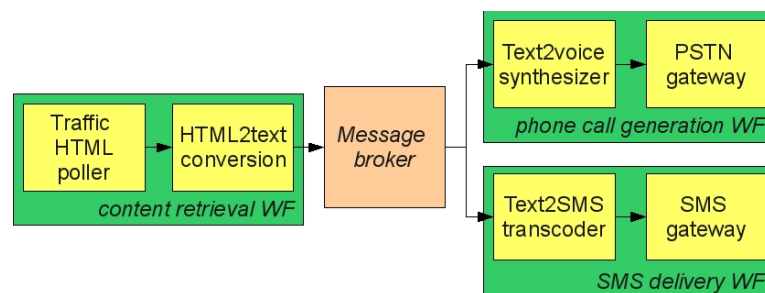 Traffic
HTML
poller
HTML2text
conversion
content retrieval WF
Message
broker
Text2voice
synthesizer
PSTN
gateway
phone call generation WF
Text2SMS
transcoder
SMS
gateway
SMS delivery WF